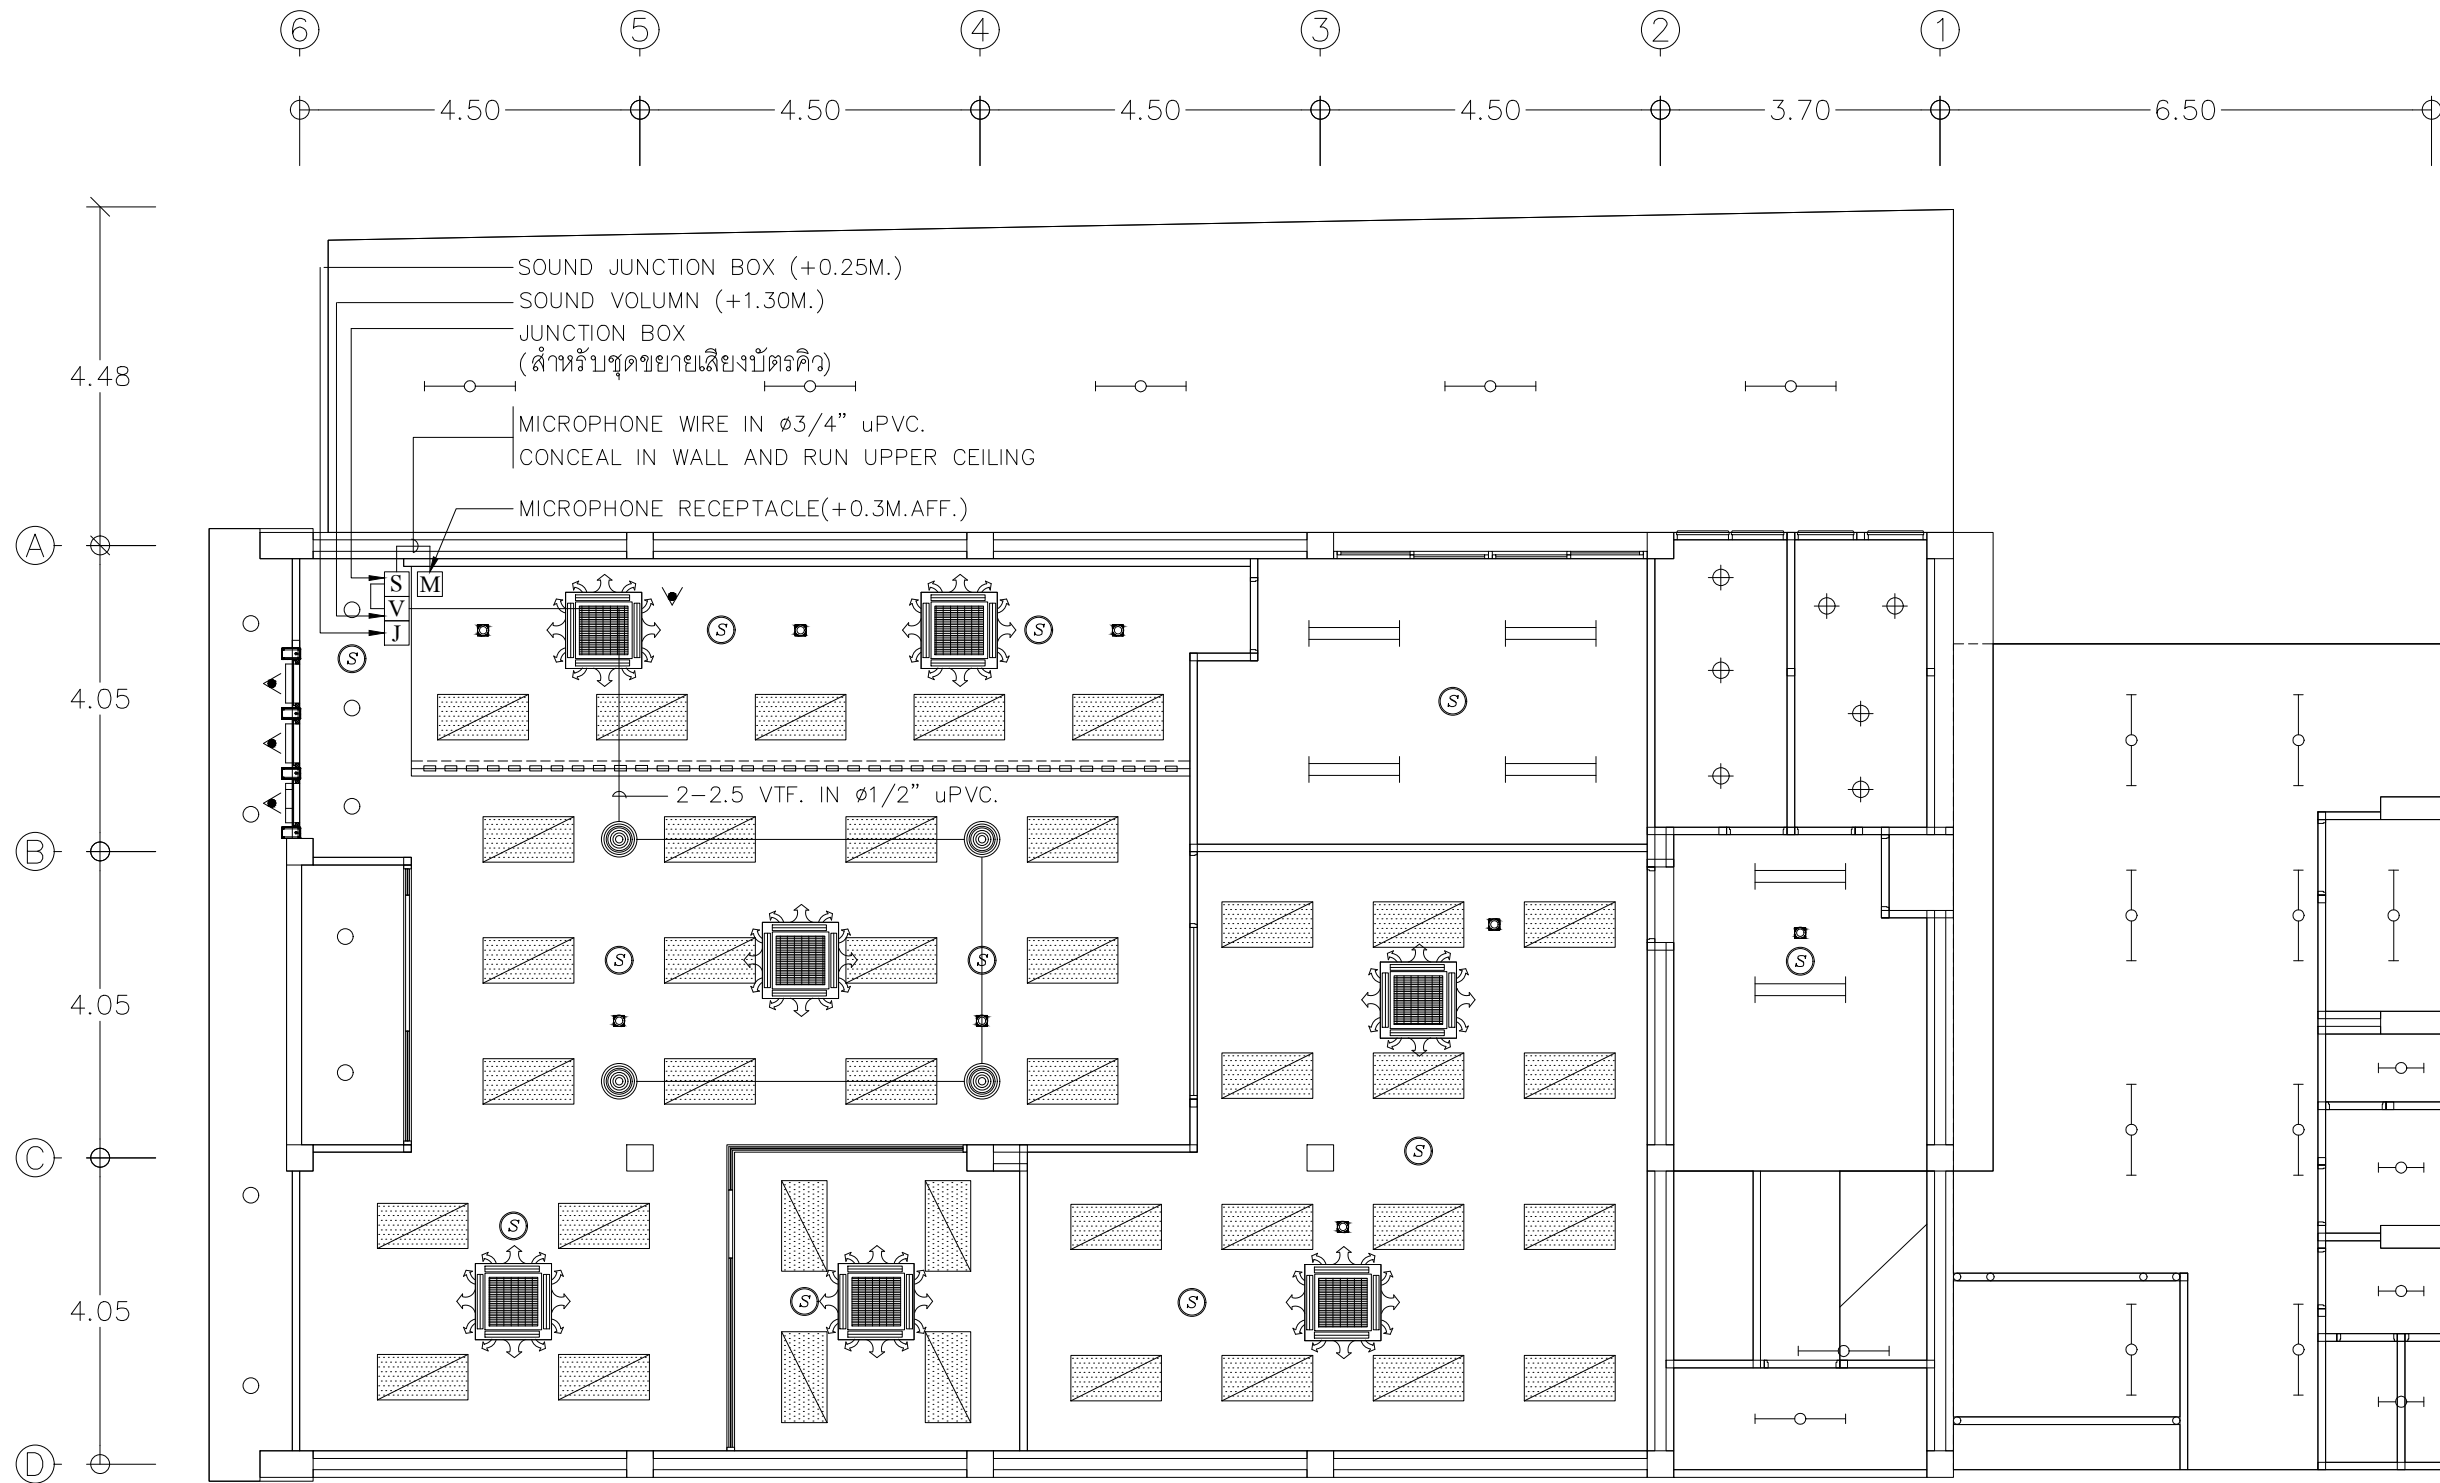 6 5 4 3 2 1
4.50 4.50 4.50 4.50 3.70 6.50
SOUND JUNCTION BOX (+0.25M.)
SOUND VOLUMN (+1.30M.)
JUNCTION BOX
(สำหรับชุดขยายเสียงบัตรคิว)
4.48
MICROPHONE WIRE IN ø3/4" uPVC.
CONCEAL IN WALL AND RUN UPPER CEILING
MICROPHONE RECEPTACLE(+0.3M.AFF.)
A
S M
V
J
S S
S
4.05
S
2-2.5 VTF. IN ø1/2" uPVC.
B
S S S
4.05
C
S
S
4.05
S S
D